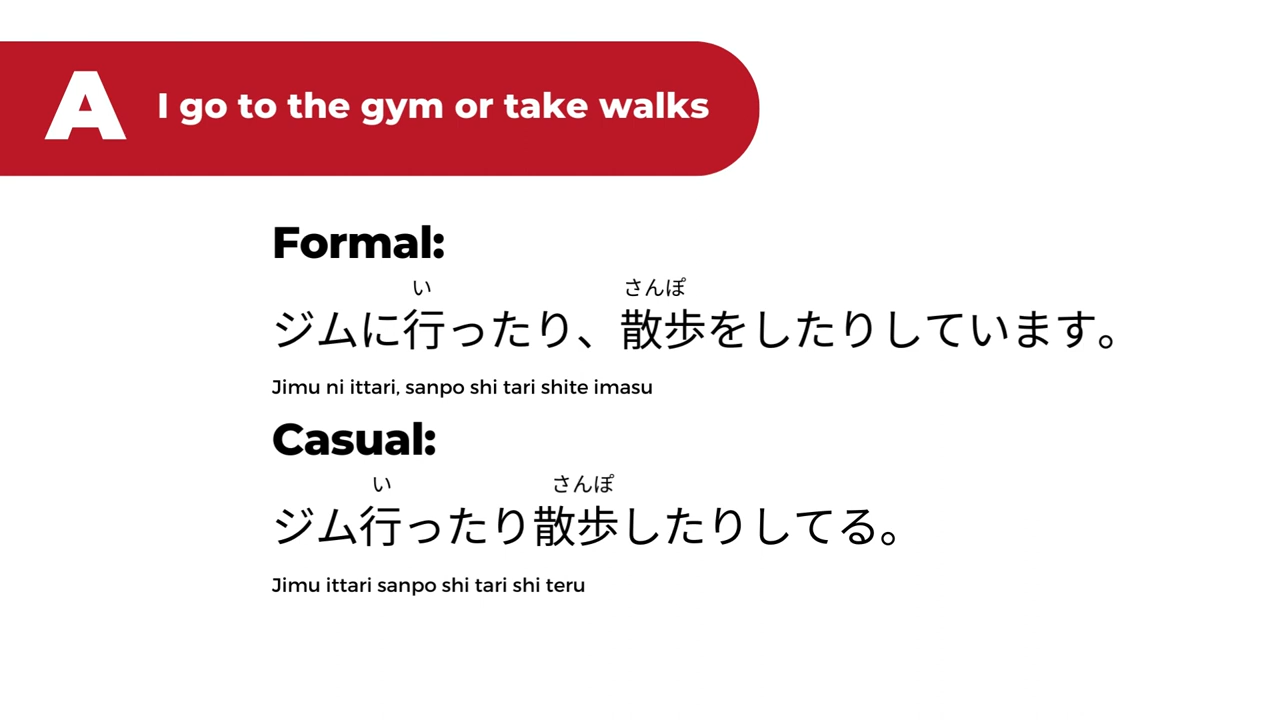 A I go to the gym or take walks
Formal:
い さんぽ
ジムに行ったり、散歩をしたりしています。
Jimu ni ittari, sanpo shi tari shite imasu
Casual:
い さんぽ
ジム行ったり散歩したりしてる。
Jimu ittari sanpo shi tari shi teru